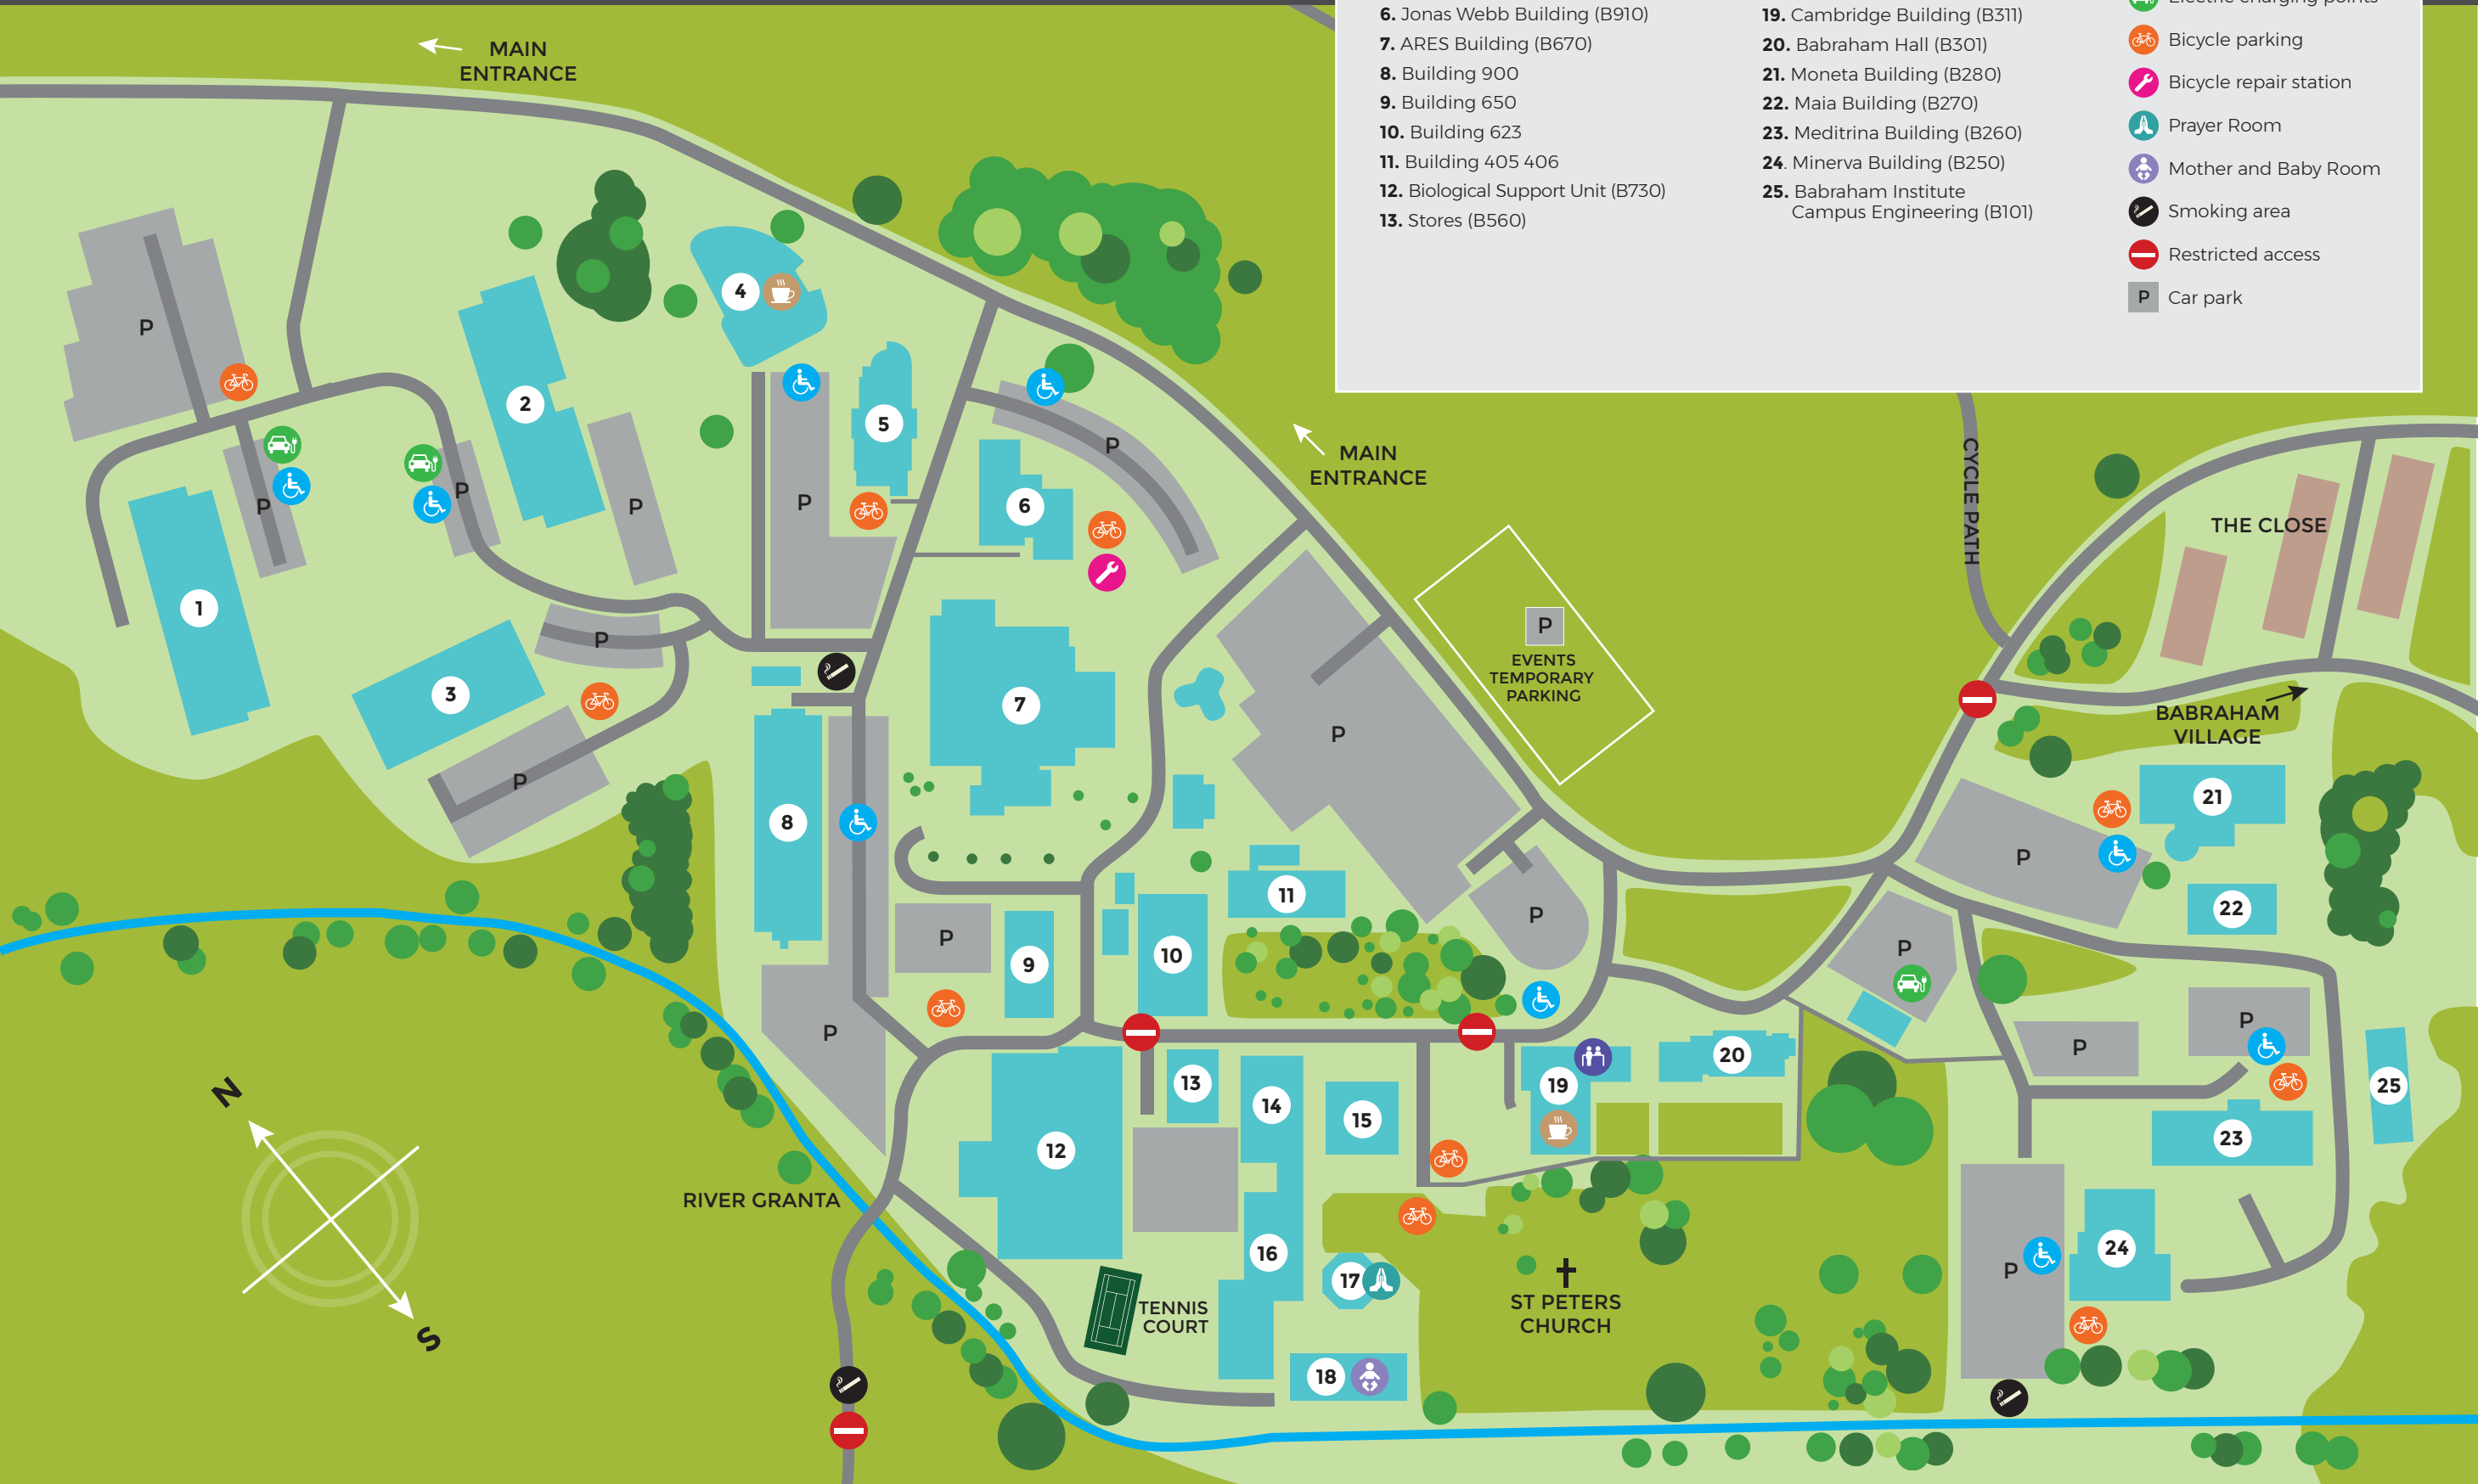 6. Jonas Webb Building (B910)
7. ARES Building (B670)
8. Building 900
9. Building 650
10. Building 623
11. Building 405 406
12. Biological Support Unit (B730)
13. Stores (B560)
19. Cambridge Building (B311)
20. Babraham Hall (B301)
21. Moneta Building (B280)
22. Maia Building (B270)
23. Meditrina Building (B260)
24. Minerva Building (B250)
25. Babraham Institute
Campus Engineering (B101)
Electric charging points
Bicycle parking
Bicycle repair station
Prayer Room
Mother and Baby Room
Smoking area
Restricted access
P Car park
MAIN
ENTRANCE
4
P
2
5
P
MAIN
ENTRANCE
CYCLE PATH
THE CLOSE
P
P
P
P
6
1
P
P
EVENTS
TEMPORARY
PARKING
3
7
P
P
BABRAHAM
VILLAGE
8
21
P
11
P
22
P
9
10
P
P
P
P
N
13
14
15
19
20
25
12
23
RIVER GRANTA
16
17
24
P
TENNIS
COURT
ST PETERS
CHURCH
S
18